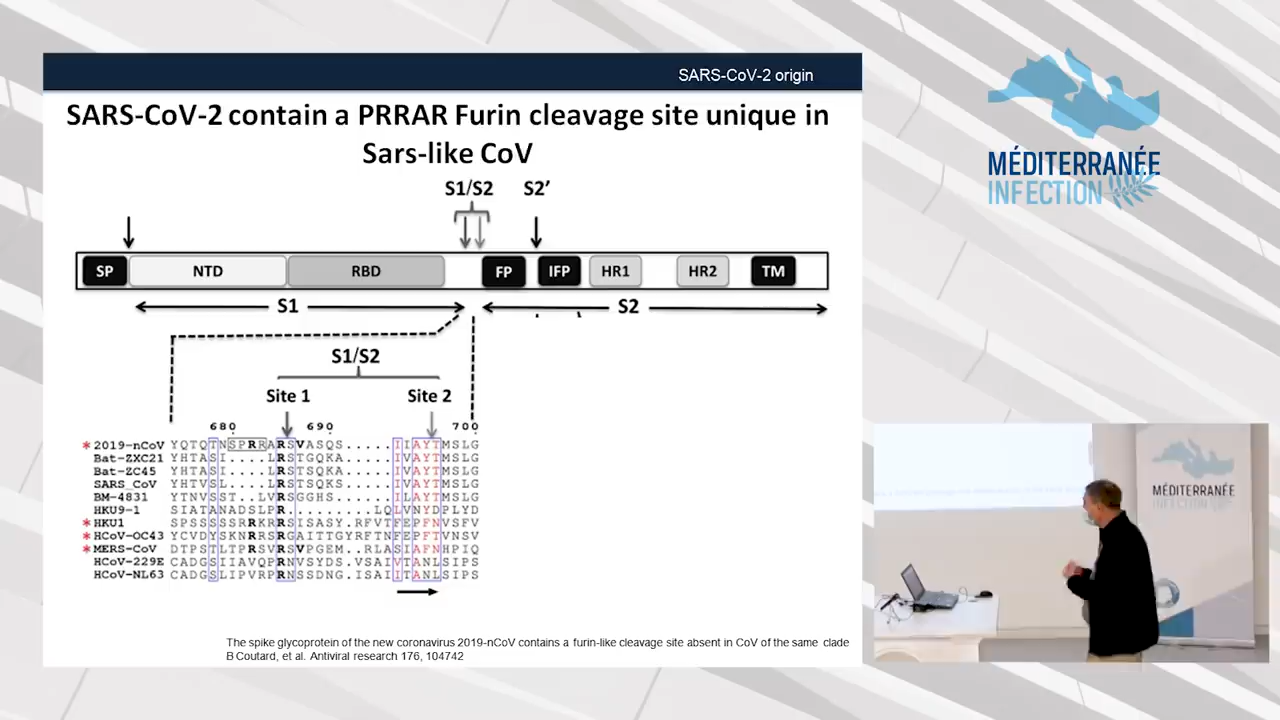 SARS-CoV-2 origin
SARS-CoV-2 contain a PRRAR Furin cleavage site unique in
Sars-like CoV
S1/S2 S2’
SP NTD RBD FP IFP HR1 HR2 TM
S1 S2
S1/S2
Site 1 Site 2
680 690 700
* 2019-nCoV YQTQTNSPRRARSVASQS.....IIAYTMSLG
Bat-ZXC21 YHTASI....LRSTGQKA.....IVAYTMSLG
Bat-ZC45 YHTASI....LRSTSQKA.....IVAYTMSLG
SARS_CoV YHTVSL....LRSTSQKS.....IVAYTMSLG
BM-4831 YTNVSST..LVRSGGHS......ILAYTMSLG
HKU9-1 SIATANADSLPR.........LQLVNYDPLYD
* HKU1 SPSSSSSSRKRRSISASY.RFVTFEPFNVSFV
* HCoV-OC43 YCVDYSKNRRSRGAITTGYRFTNFEPFTVNSV
* MERS-CoV DTPSTLTPRSVRSVPGEM..RLASIAFNHPIQ
HCoV-229E CADGSIIAVQPRNVSYDS.VSAIVTANLSIPS
HCoV-NL63 CADGSLIPVRPRNSSDNG.ISAIITANLSIPS
The spike glycoprotein of the new coronavirus 2019-nCoV contains a furin-like cleavage site absent in CoV of the same clade
B Coutard, et al. Antiviral research 176, 104742
MÉDITERRANÉE
INFECTION
MÉDITERRANÉE
INFECTION